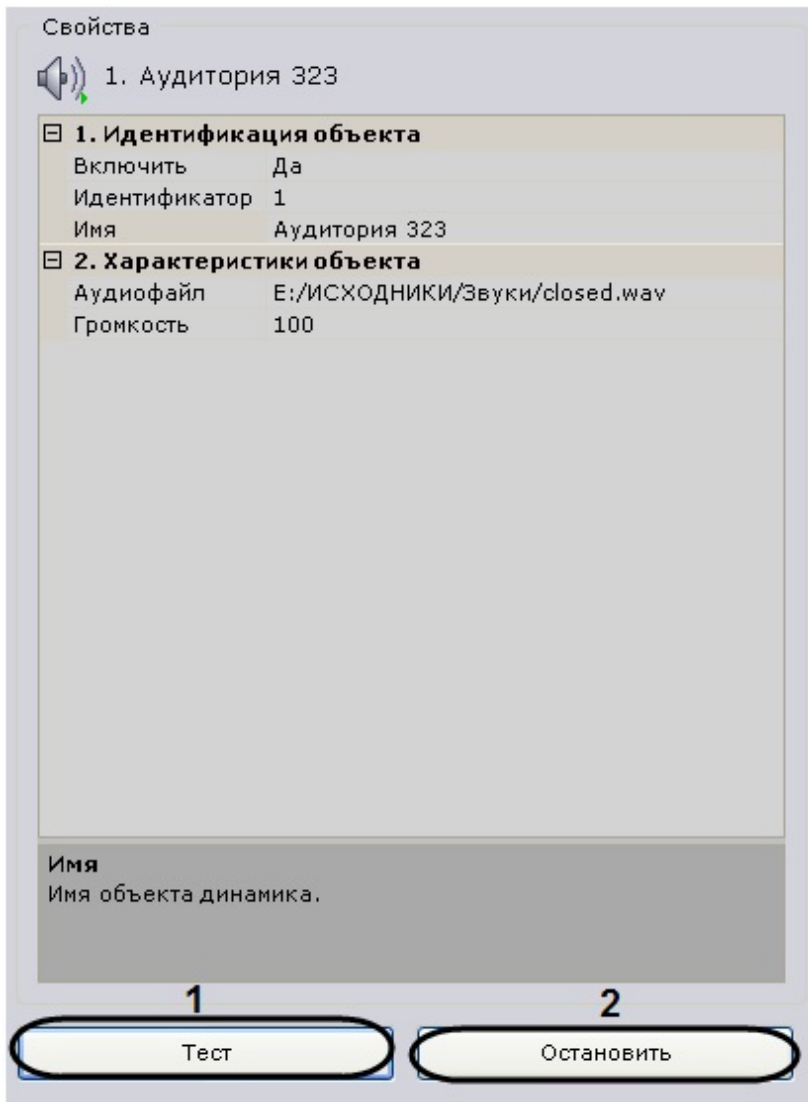 Свойства
1. Аудитория 323
1. Идентификация объекта
Включить Да
Идентификатор 1
Имя Аудитория 323
2. Характеристики объекта
Аудиофайл E:/ИСХОДНИКИ/Звуки/closed.wav
Громкость 100
Имя
Имя объекта динамика.
1 2
Тест Остановить